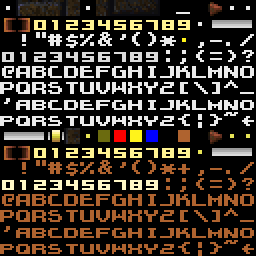 0123456789
!"#$%&'()*·,-./
0123456789:;(=)?
@ABCDEFGHIJKLMNO
PQRSTUVWXYZ[\]^_
'ABCDEFGHIJKLMNO
PQRSTUVWXYZ{¦}~←
0123456789
!"#$%&'()*+,-./
0123456789:;(=)?
@ABCDEFGHIJKLMNO
PQRSTUVWXYZ[\]^_
'ABCDEFGHIJKLMNO
PQRSTUVWXYZ{¦}~←